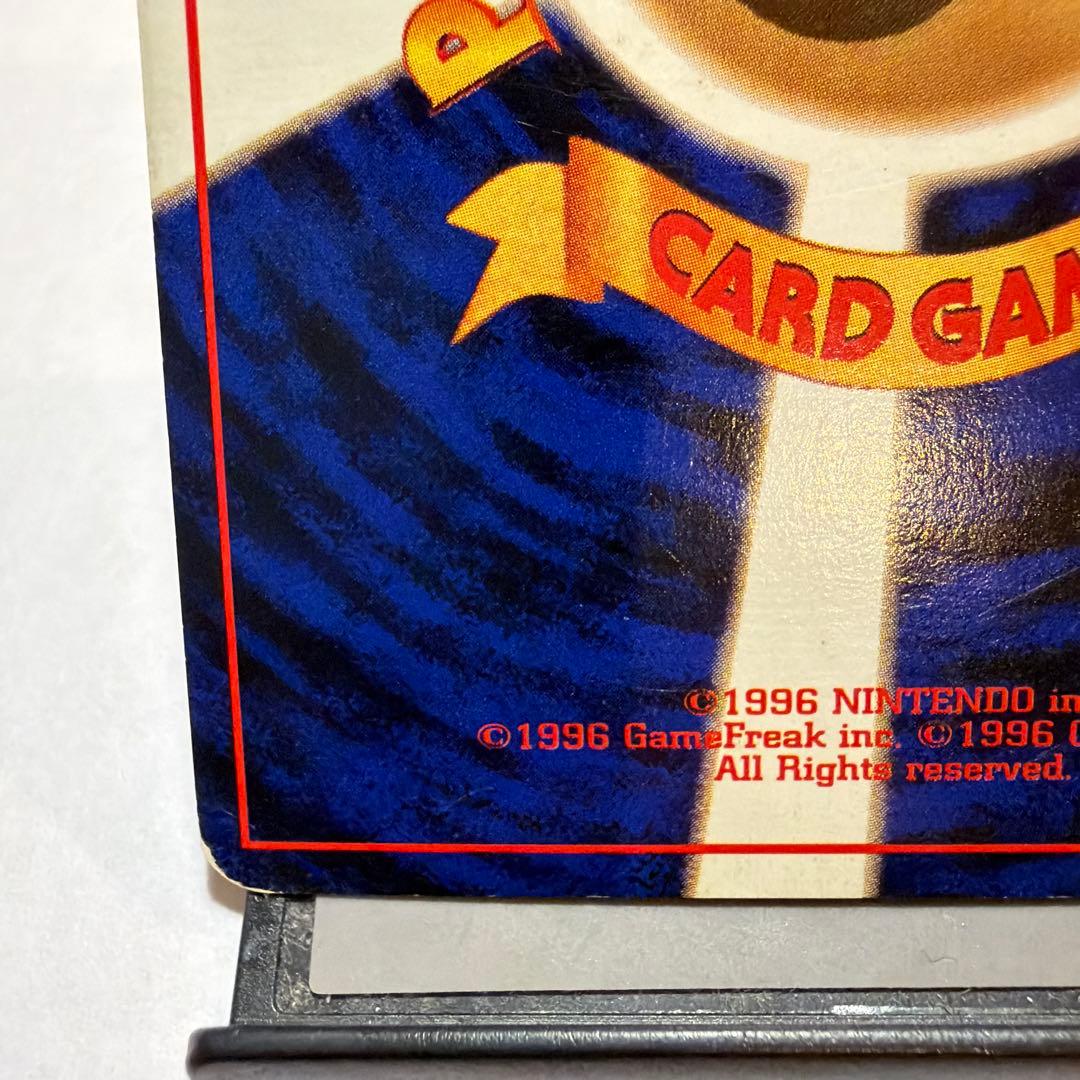 P
CARD GAM
©1996 NINTENDO in
©1996 GameFreak inc. ©1996 C
All Rights reserved.